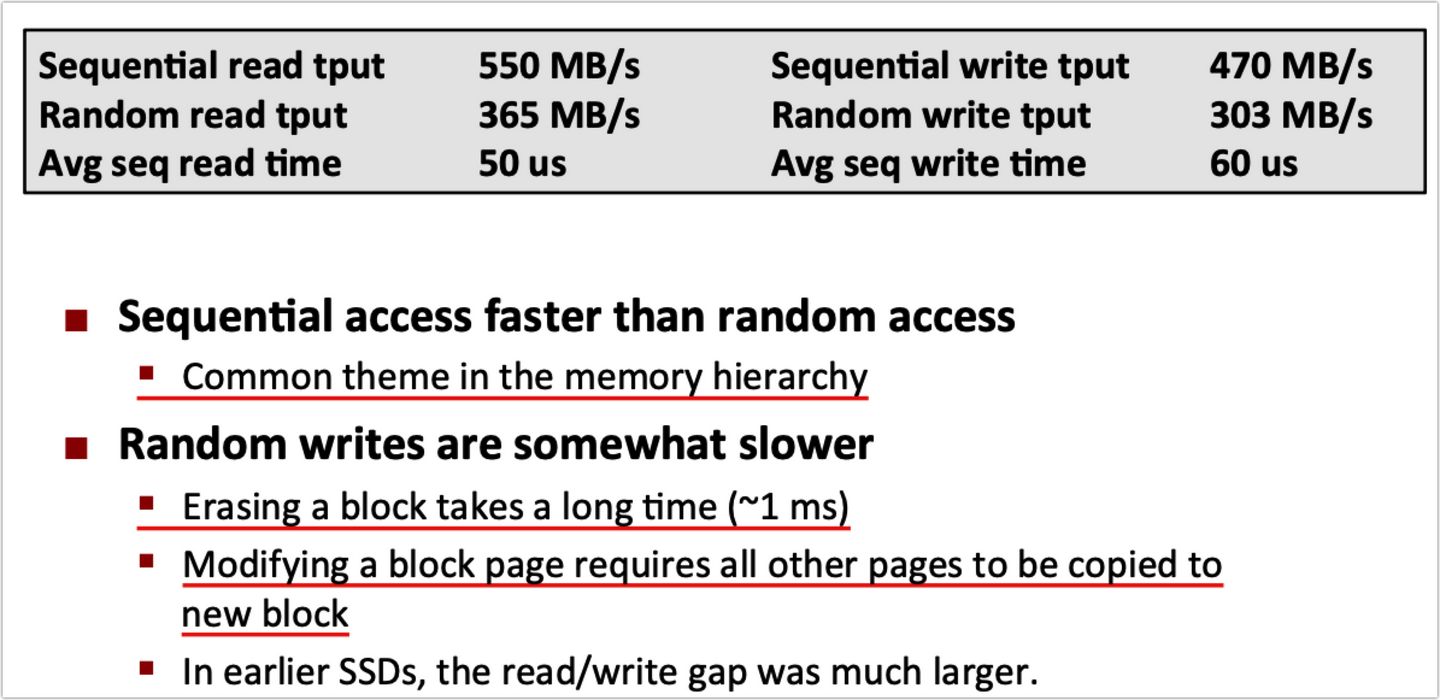 Sequential read tput 550 MB/s Sequential write tput 470 MB/s
Random read tput 365 MB/s Random write tput 303 MB/s
Avg seq read time 50 us Avg seq write time 60 us
Sequential access faster than random access
Common theme in the memory hierarchy
Random writes are somewhat slower
Erasing a block takes a long time (~1 ms)
Modifying a block page requires all other pages to be copied to
new block
In earlier SSDs, the read/write gap was much larger.